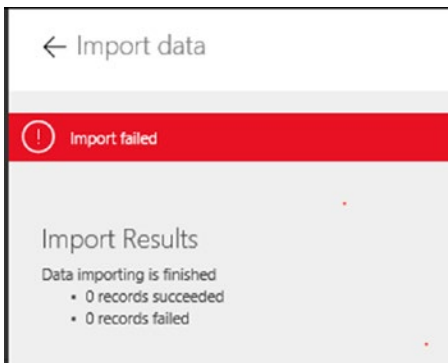 ← Import data
Import failed
Import Results
Data importing is finished
• 0 records succeeded
• 0 records failed